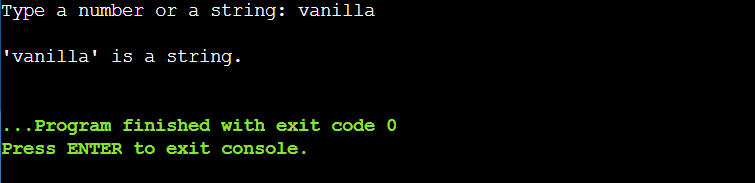 Type a number or a string: vanilla
'vanilla' is a string.
...Program finished with exit code 0
Press ENTER to exit console.